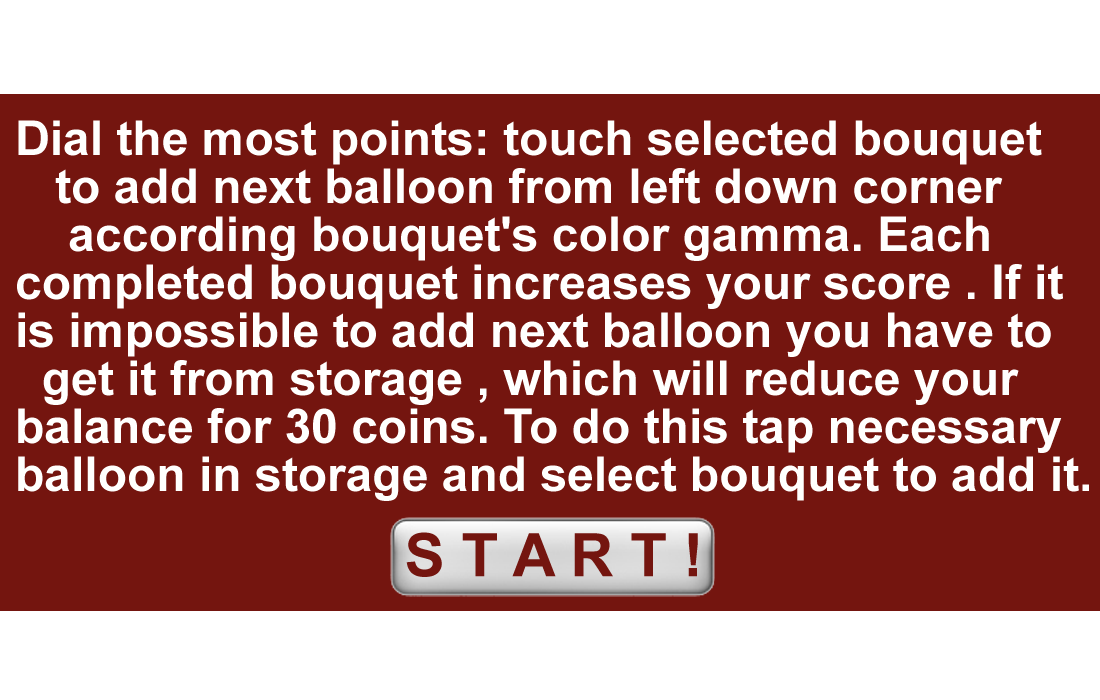 Dial the most points: touch selected bouquet
to add next balloon from left down corner
according bouquet's color gamma. Each
completed bouquet increases your score . If it
is impossible to add next balloon you have to
get it from storage , which will reduce your
balance for 30 coins. To do this tap necessary
balloon in storage and select bouquet to add it.
START!